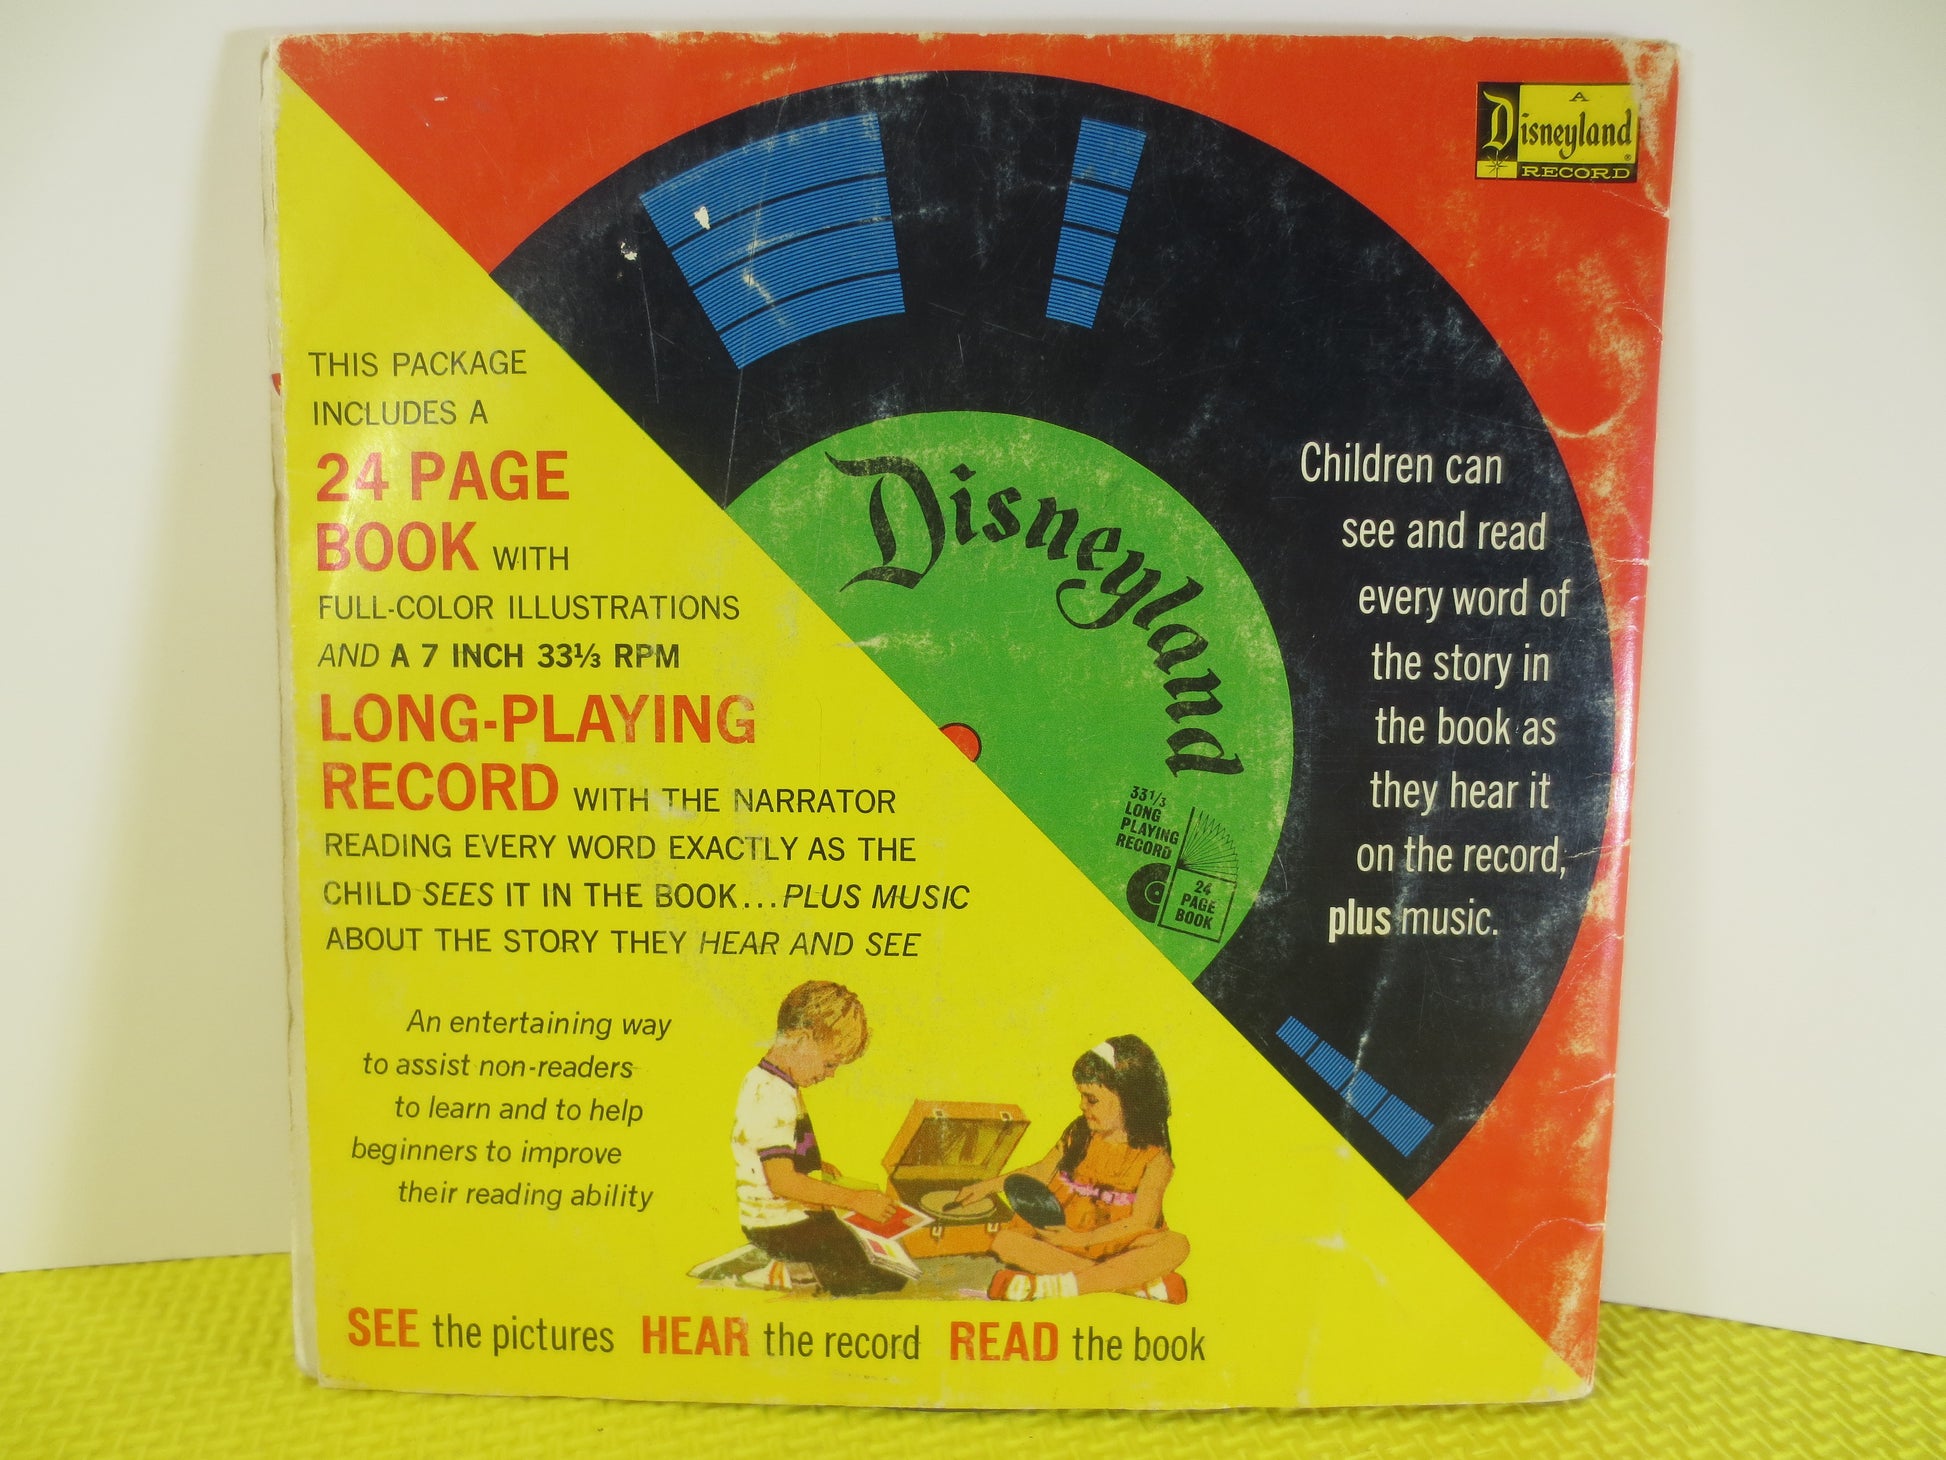 A
Disneyland®
RECORD
THIS PACKAGE
INCLUDES A
24 PAGE
BOOK WITH
FULL-COLOR ILLUSTRATIONS
AND A 7 INCH 33⅓ RPM
LONG-PLAYING
RECORD WITH THE NARRATOR
READING EVERY WORD EXACTLY AS THE
CHILD SEES IT IN THE BOOK...PLUS MUSIC
ABOUT THE STORY THEY HEAR AND SEE
An entertaining way
to assist non-readers
to learn and to help
beginners to improve
their reading ability
Disneyland
33⅓
LONG
PLAYING
RECORD
24
PAGE
BOOK
Children can
see and read
every word of
the story in
the book as
they hear it
on the record,
plus music.
SEE the pictures HEAR the record READ the book